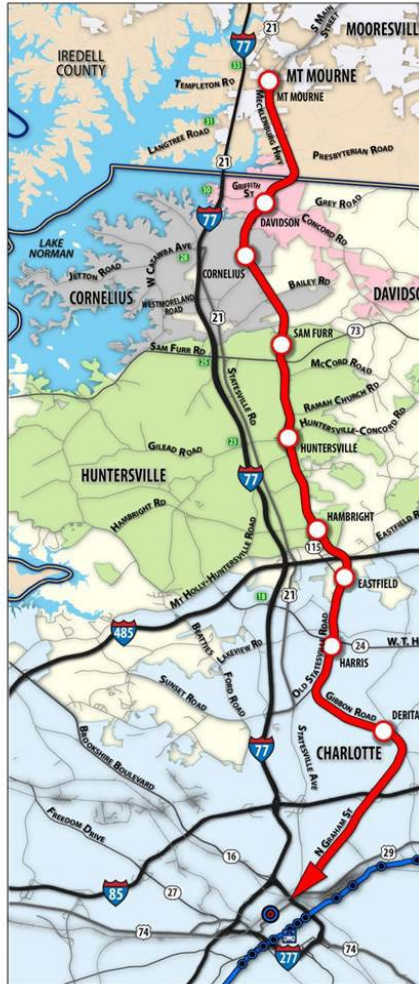 S MAIN
STREET
MOORESVIL
21
IREDELL
COUNTY
77
33
TEMPLETON RD
MT MOURNE
MT MOURNE
MECKLENBURG HWY
31
LANGTREE ROAD
21
PRESBYTERIAN ROAD
30
GRIFFITH
ST
GREY ROAD
77
DAVIDSON
CONCORD RD
LAKE
NORMAN
W CATAWBA AVE
28
CORNELIUS
JETTON ROAD
BAILEY RD
CORNELIUS
WESTMORELAND
ROAD
DAVIDSO
21
SAM FURR
73
SAM FURR RD
25
MCCORD ROAD
STATESVILLE RD
RAMAH CHURCH RD
HUNTERSVILLE-CONCORD RD
GILEAD ROAD
23
HUNTERSVILLE
HUNTERSVILLE
77
HAMBRIGHT RD
HAMBRIGHT
115
EASTFIELD R
MT HOLLY-HUNTERSVILLE ROAD
EASTFIELD
18
21
485
BEATTIES
FORD ROAD
LAKEVIEW RD
OLD STATESVILLE ROAD
24
W. T. H
HARRIS
SUNSET ROAD
GIBBON ROAD
DERITA
77
STATESVILLE AVE
BROOKSHIRE BOULEVARD
CHARLOTTE
N GRAHAM ST
FREEDOM DRIVE
16
29
85
27
74
74
277